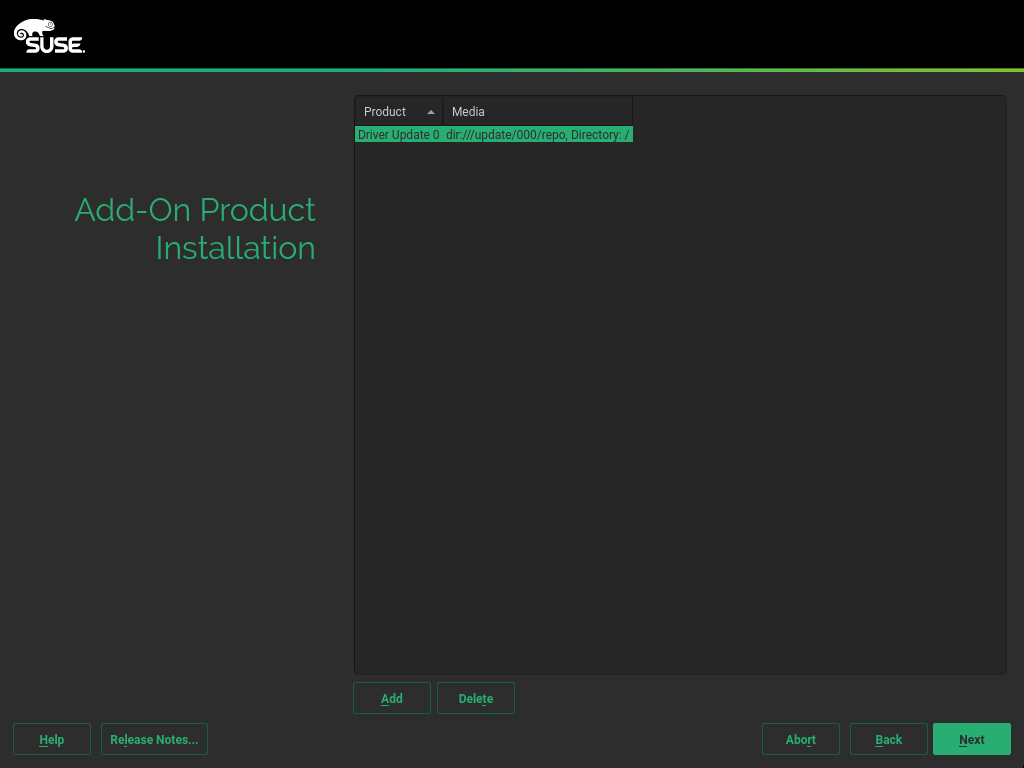 SUSE.
Product Media
Driver Update 0 dir:///update/000/repo, Directory: /
Add-On Product
Installation
Add Delete
Help Release Notes... Abort Back Next